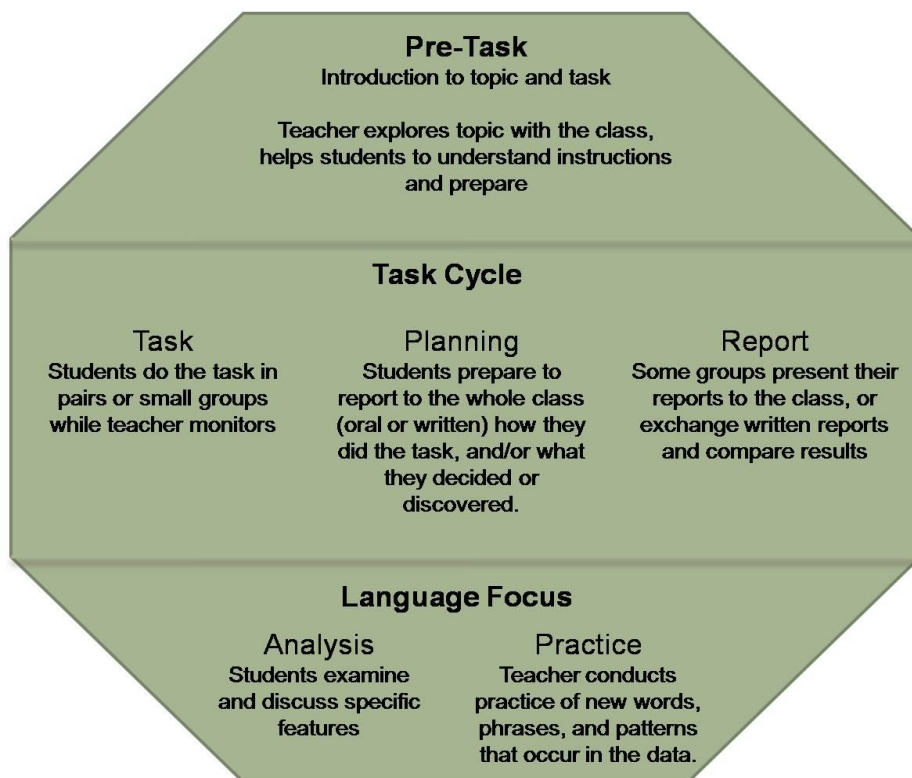 Pre-Task
Introduction to topic and task
Teacher explores topic with the class,
helps students to understand instructions
and prepare
Task Cycle
Task
Students do the task in
pairs or small groups
while teacher monitors
Planning
Students prepare to
report to the whole class
(oral or written) how they
did the task, and/or what
they decided or
discovered.
Report
Some groups present their
reports to the class, or
exchange written reports
and compare results
Language Focus
Analysis
Students examine
and discuss specific
features
Practice
Teacher conducts
practice of new words,
phrases, and patterns
that occur in the data.